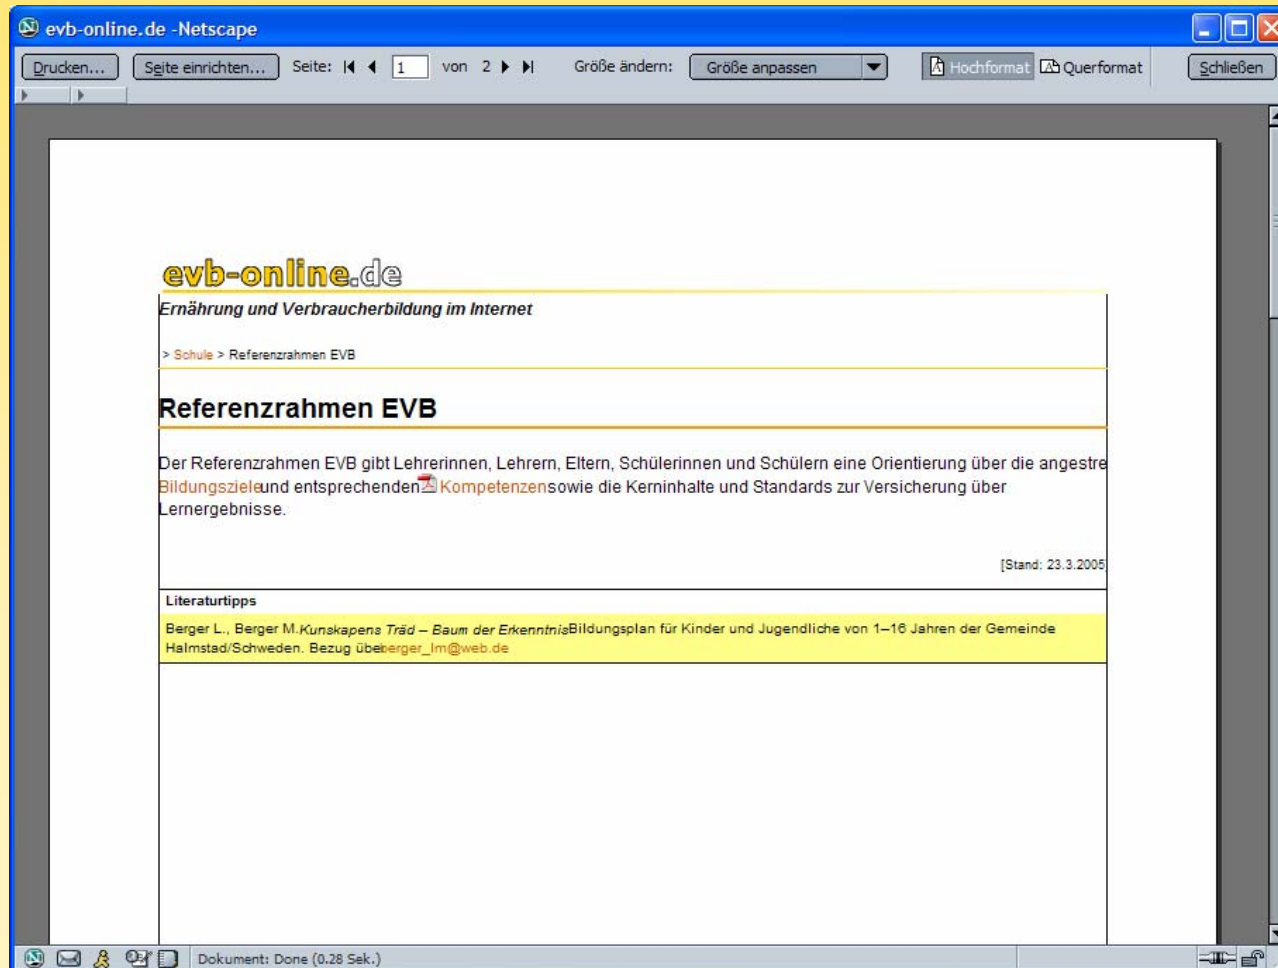 evb-online.de -Netscape
Drucken... Seite einrichten... Seite: 1 von 2 Größe ändern: Größe anpassen Hochformat Querformat Schließen
evb-online.de
Ernährung und Verbraucherbildung im Internet
> Schule > Referenzrahmen EVB
Referenzrahmen EVB
Der Referenzrahmen EVB gibt Lehrerinnen, Lehrern, Eltern, Schülerinnen und Schülern eine Orientierung über die angestre
Bildungszieleund entsprechenden Kompetenzensowie die Kerninhalte und Standards zur Versicherung über
Lernergebnisse.
[Stand: 23.3.2005]
Literaturtipps
Berger L., Berger M.Kunskapens Träd – Baum der ErkenntnisBildungsplan für Kinder und Jugendliche von 1–16 Jahren der Gemeinde
Halmstad/Schweden. Bezug überberger_lm@web.de
Dokument: Done (0.28 Sek.)